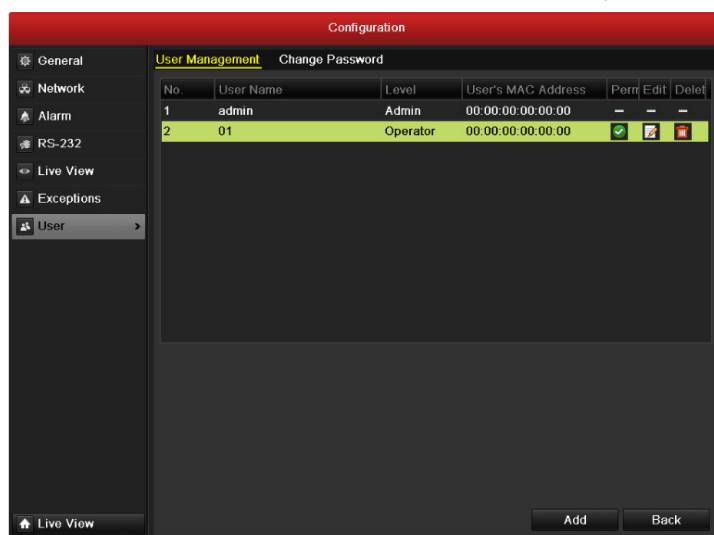 Configuration
General
Network
Alarm
RS-232
Live View
Exceptions
User
Live View
User Management Change Password
No. User Name Level User's MAC Address Perm Edit Delet
1 admin Admin 00:00:00:00:00:00 – – –
2 01 Operator 00:00:00:00:00:00
Add Back